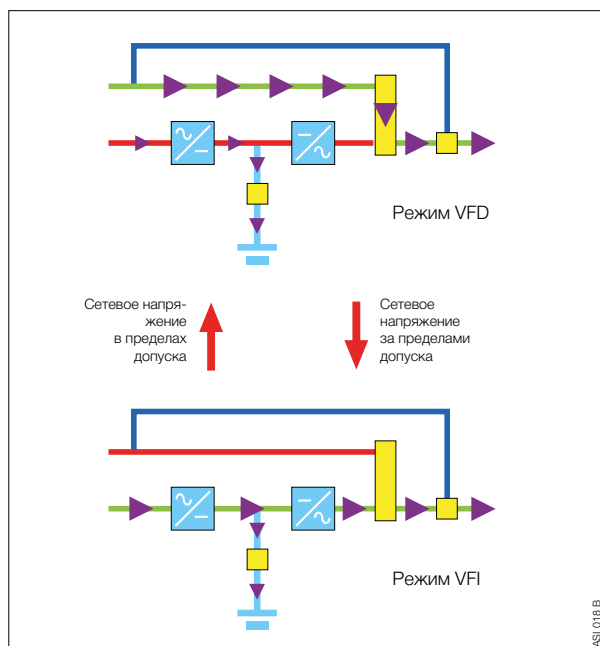 Режим VFD
Сетевое напря-
жение
в пределах
допуска
Сетевое
напряжение
за пределами
допуска
Режим VFI
ASI 018 B